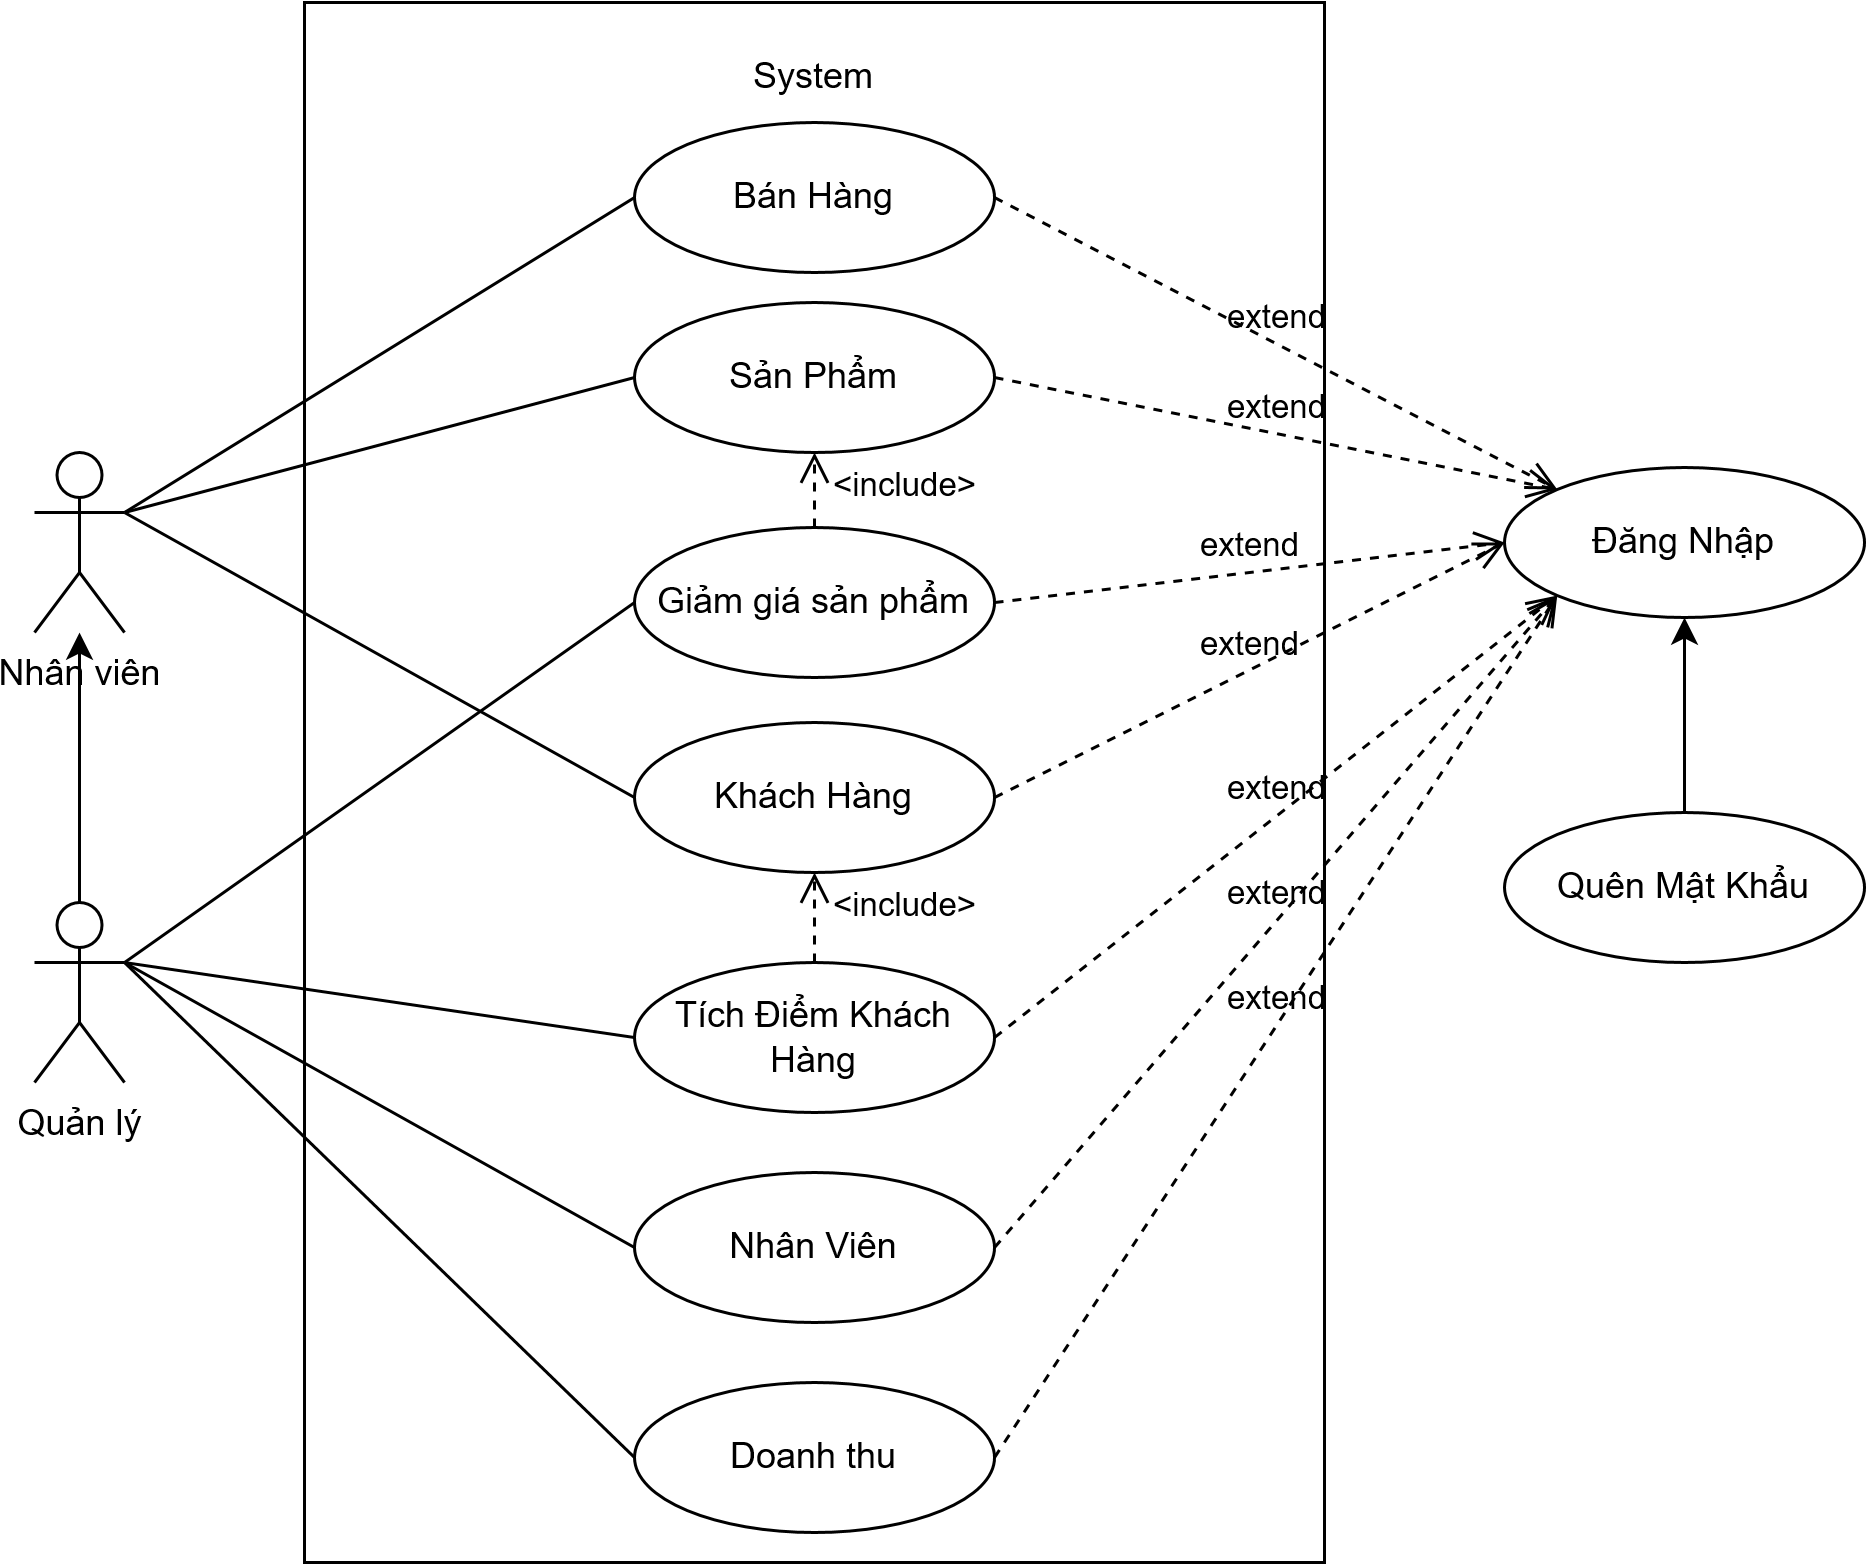 System
Bán Hàng
extend
Sản Phẩm
extend
<include>
Đăng Nhập
extend
Giảm giá sản phẩm
extend
Nhân viên
Khách Hàng
extend
Quên Mật Khẩu
extend
<include>
extend
Tích Điểm Khách
Hàng
Quản lý
Nhân Viên
Doanh thu